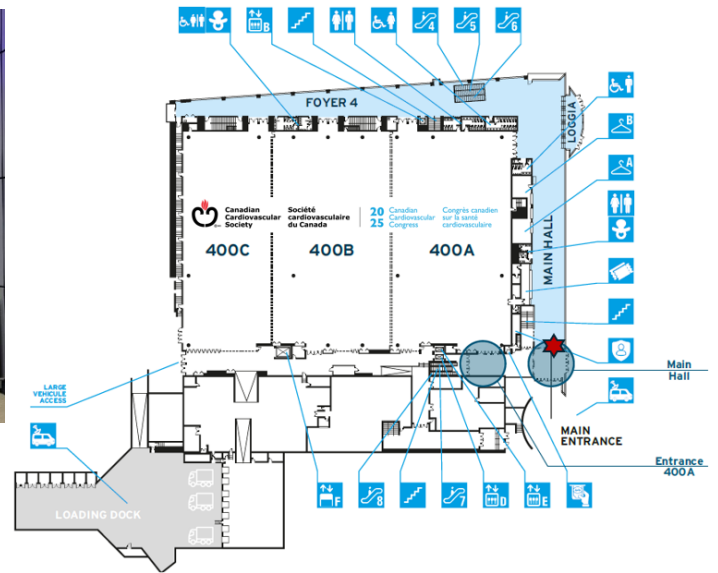 B
4
5
6
FOYER 4
LOGGIA
B
A
Canadian
Cardiovascular
Society
Société
cardiovasculaire
du Canada
20
25
Canadian
Cardiovascular
Congress
Congrès canadien
sur la santé
cardiovasculaire
400C
400B
400A
MAIN HALL
Main
Hall
LARGE
VEHICULE
ACCESS
MAIN
ENTRANCE
Entrance
400A
F
8
7
D
E
LOADING DOCK